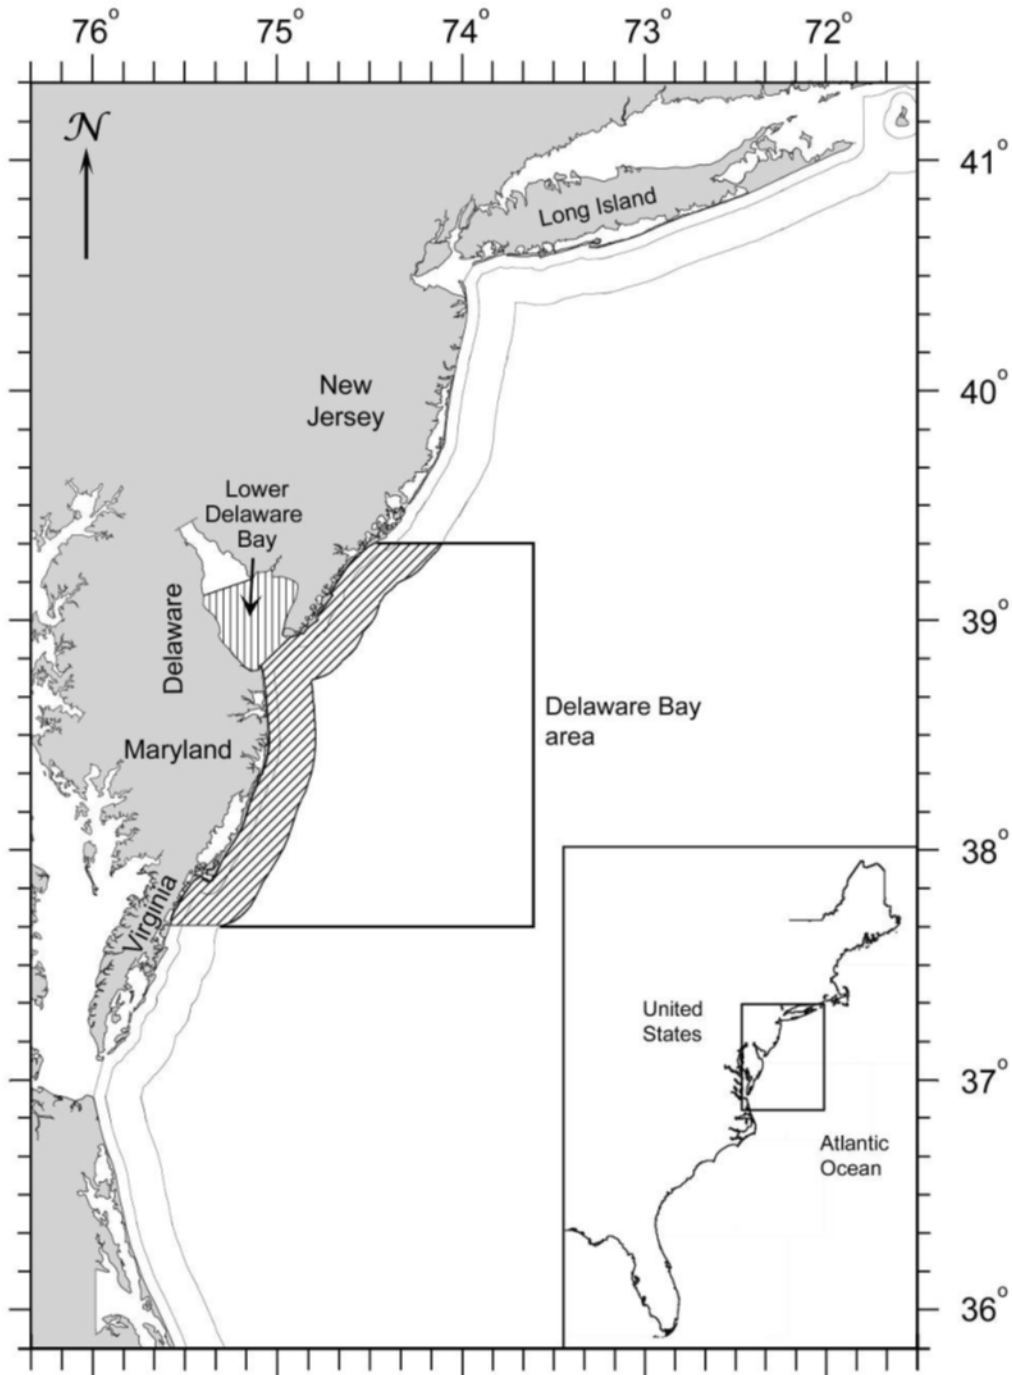 76° 75° 74° 73° 72°
N
41°
Long Island
New
Jersey
40°
Lower
Delaware
Bay
39°
Delaware
Delaware Bay
area
Maryland
38°
Virginia
United
States
37°
Atlantic
Ocean
36°